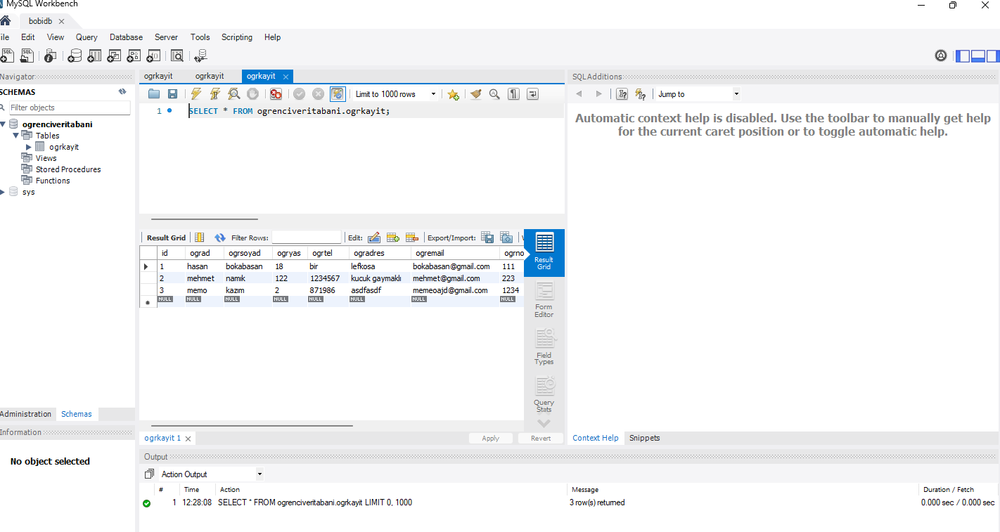 MySQL Workbench
bobidb
ile Edit View Query Database Server Tools Scripting Help
Navigator
SCHEMAS
Filter objects
ogrenciveritabani
Tables
ogrkayit
Views
Stored Procedures
Functions
sys
Administration Schemas
Information
No object selected
ogrkayit ogrkayit ogrkayit
Limit to 1000 rows
1 SELECT * FROM ogrenciveritabani.ogrkayit;
Result Grid Filter Rows: Edit: Export/Import:
id ograd ogrsoyad ogryas ogrtel ogradres ogremail ogrno
1 hasan bokabasan 18 bir lefkosa bokabasan@gmail.com 111
2 mehmet namık 122 1234567 kucuk gaymaklı mehmet@gmail.com 223
3 memo kazım 2 871986 asdfasdf memeoajd@gmail.com 1234
NULL NULL NULL NULL NULL NULL NULL NULL
Result
Grid
Form
Editor
Field
Types
Query
Stats
ogrkayit 1
Apply Revert
SQLAdditions
Jump to
Automatic context help is disabled. Use the toolbar to manually get help
for the current caret position or to toggle automatic help.
Context Help Snippets
Output
Action Output
# Time Action Message Duration / Fetch
1 12:28:08 SELECT * FROM ogrenciveritabani.ogrkayit LIMIT 0, 1000 3 row(s) returned 0.000 sec / 0.000 sec